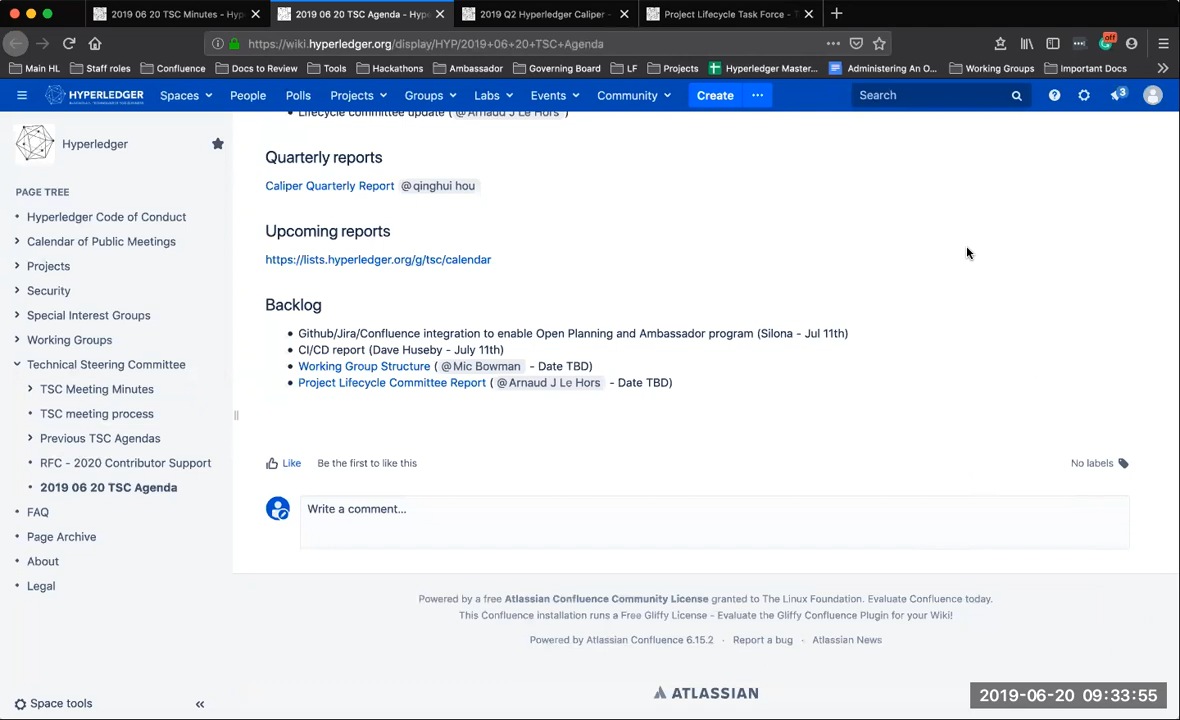 2019 06 20 TSC Minutes - Hyp
2019 06 20 TSC Agenda - Hype
2019 Q2 Hyperledger Caliper -
Project Lifecycle Task Force -
https://wiki.hyperledger.org/display/HYP/2019+06+20+TSC+Agenda
off
Main HL
Staff roles
Confluence
Docs to Review
Tools
Hackathons
Ambassador
Governing Board
LF
Projects
Hyperledger Master...
Administering An O...
Working Groups
Important Docs
HYPERLEDGER
Spaces
People
Polls
Projects
Groups
Labs
Events
Community
Create
Search
3
Hyperledger
PAGE TREE
Hyperledger Code of Conduct
Calendar of Public Meetings
Projects
Security
Special Interest Groups
Working Groups
Technical Steering Committee
TSC Meeting Minutes
TSC meeting process
Previous TSC Agendas
RFC - 2020 Contributor Support
2019 06 20 TSC Agenda
FAQ
Page Archive
About
Legal
Space tools
Lifecycle committee update ( @Arnaud J Le Hors )
Quarterly reports
Caliper Quarterly Report @qinghui hou
Upcoming reports
https://lists.hyperledger.org/g/tsc/calendar
Backlog
• Github/Jira/Confluence integration to enable Open Planning and Ambassador program (Silona - Jul 11th)
• CI/CD report (Dave Huseby - July 11th)
• Working Group Structure ( @Mic Bowman - Date TBD)
• Project Lifecycle Committee Report ( @Arnaud J Le Hors - Date TBD)
Like Be the first to like this
No labels
Write a comment...
Powered by a free Atlassian Confluence Community License granted to The Linux Foundation. Evaluate Confluence today.
This Confluence installation runs a Free Gliffy License - Evaluate the Gliffy Confluence Plugin for your Wiki!
Powered by Atlassian Confluence 6.15.2 · Report a bug · Atlassian News
ATLASSIAN
2019-06-20 09:33:55